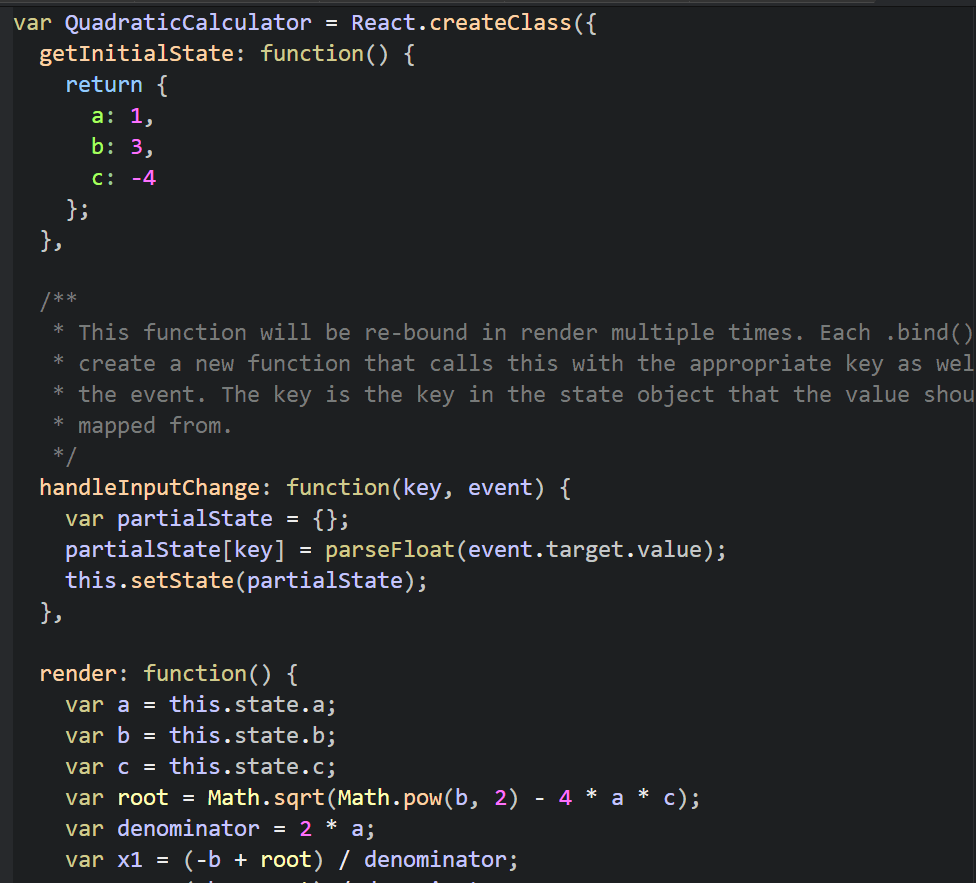 var QuadraticCalculator = React.createClass({
  getInitialState: function() {
    return {
      a: 1,
      b: 3,
      c: -4
    };
  },

  /**
   * This function will be re-bound in render multiple times. Each .bind()
   * create a new function that calls this with the appropriate key as wel
   * the event. The key is the key in the state object that the value shou
   * mapped from.
   */
  handleInputChange: function(key, event) {
    var partialState = {};
    partialState[key] = parseFloat(event.target.value);
    this.setState(partialState);
  },

  render: function() {
    var a = this.state.a;
    var b = this.state.b;
    var c = this.state.c;
    var root = Math.sqrt(Math.pow(b, 2) - 4 * a * c);
    var denominator = 2 * a;
    var x1 = (-b + root) / denominator;